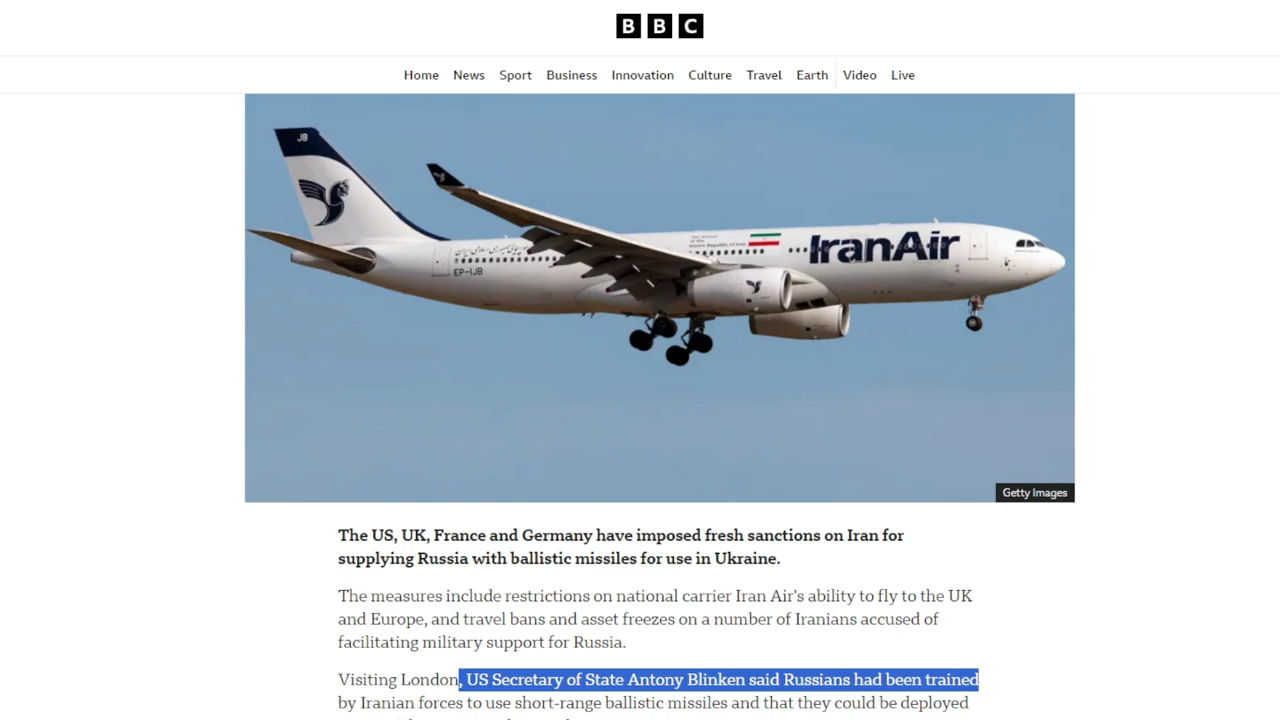 BBC
Home News Sport Business Innovation Culture Travel Earth Video Live
JB
IranAir
EP-IJB
Getty Images
The US, UK, France and Germany have imposed fresh sanctions on Iran for
supplying Russia with ballistic missiles for use in Ukraine.
The measures include restrictions on national carrier Iran Air's ability to fly to the UK
and Europe, and travel bans and asset freezes on a number of Iranians accused of
facilitating military support for Russia.
Visiting London, US Secretary of State Antony Blinken said Russians had been trained
by Iranian forces to use short-range ballistic missiles and that they could be deployed